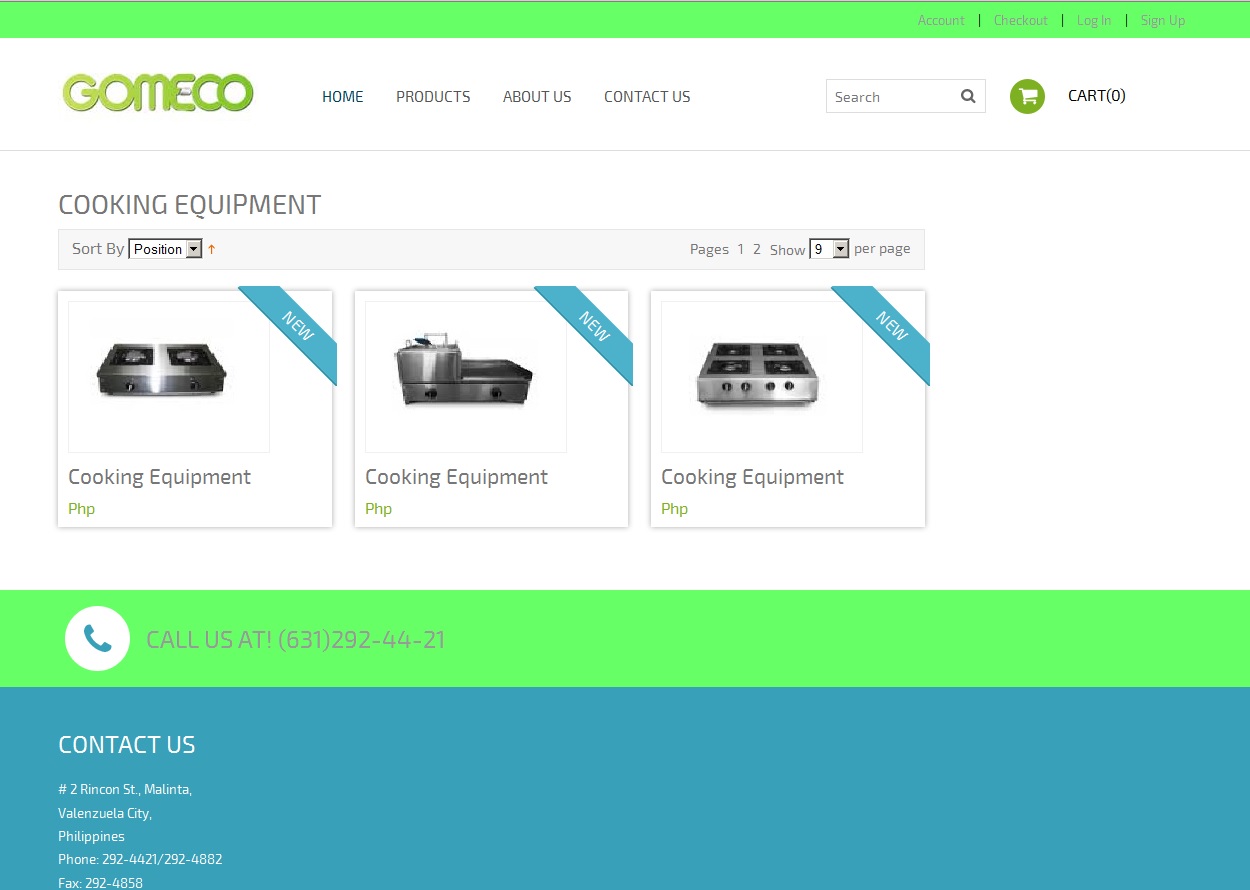 Account | Checkout | Log In | Sign Up
GOMECO
HOME PRODUCTS ABOUT US CONTACT US Search CART(0)
COOKING EQUIPMENT
Sort By Position ↑ Pages 1 2 Show 9 per page
NEW NEW NEW
Cooking Equipment Cooking Equipment Cooking Equipment
Php Php Php
CALL US AT! (631)292-44-21
CONTACT US
# 2 Rincon St., Malinta,
Valenzuela City,
Philippines
Phone: 292-4421/292-4882
Fax: 292-4858